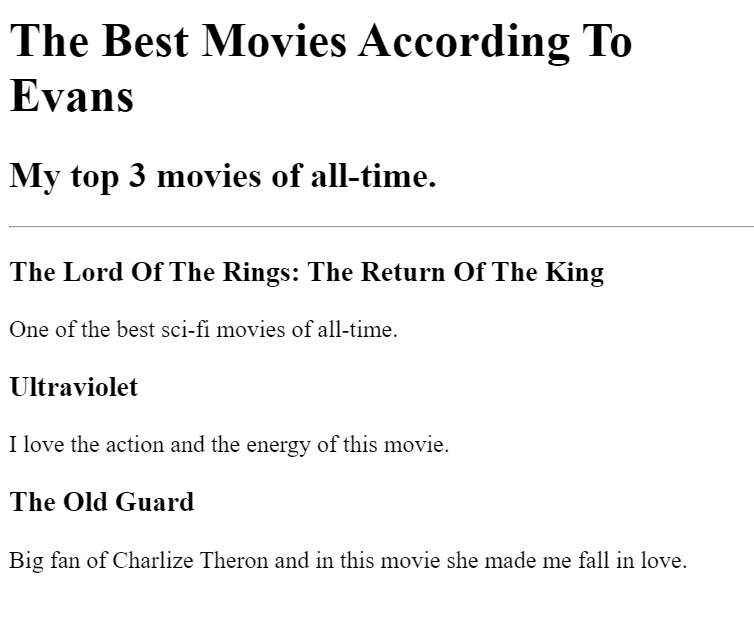 The Best Movies According To
Evans
My top 3 movies of all-time.
The Lord Of The Rings: The Return Of The King
One of the best sci-fi movies of all-time.
Ultraviolet
I love the action and the energy of this movie.
The Old Guard
Big fan of Charlize Theron and in this movie she made me fall in love.